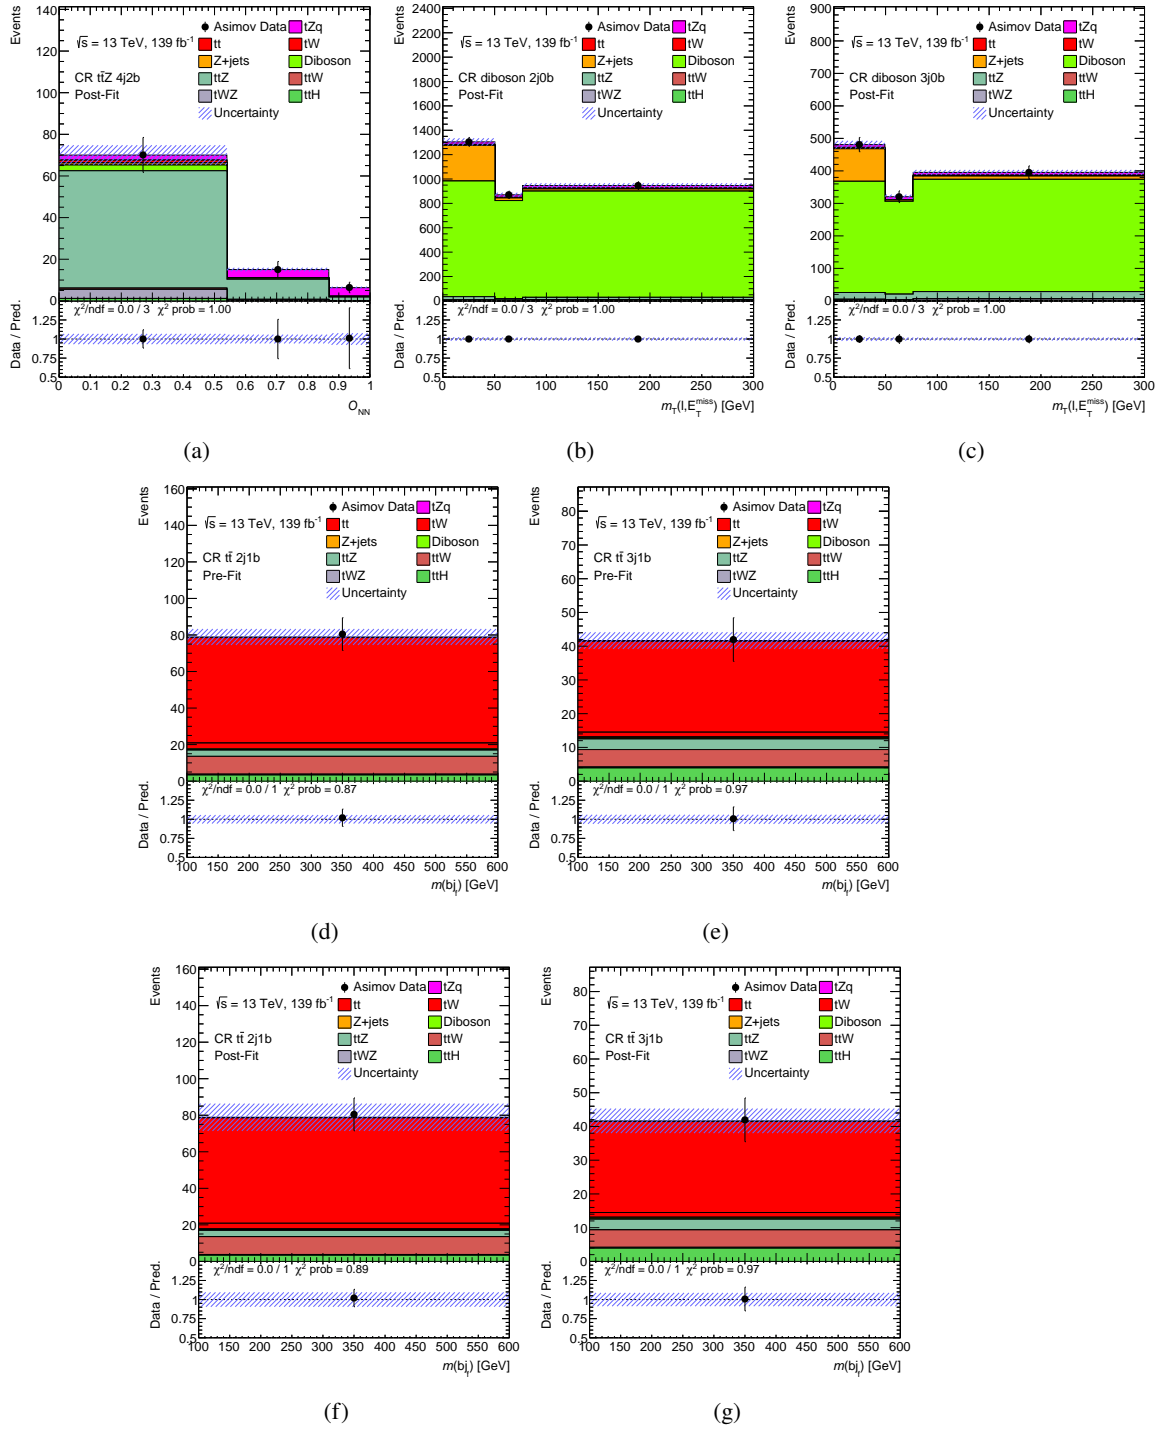 Events
140
120
100
80
60
40
20
0
√s = 13 TeV, 139 fb⁻¹
CR tt̄Z 4j2b
Post-Fit
Asimov Data
tZq
tt
tW
Z+jets
Diboson
ttZ
ttW
tWZ
ttH
Uncertainty
Data / Pred.
1.25
1
0.75
0.5
χ²/ndf = 0.0 / 3 χ² prob = 1.00
0 0.1 0.2 0.3 0.4 0.5 0.6 0.7 0.8 0.9 1
O_NN
(a)
Events
2400
2200
2000
1800
1600
1400
1200
1000
800
600
400
200
0
√s = 13 TeV, 139 fb⁻¹
CR diboson 2j0b
Post-Fit
Asimov Data
tZq
tt
tW
Z+jets
Diboson
ttZ
ttW
tWZ
ttH
Uncertainty
Data / Pred.
1.25
1
0.75
0.5
χ²/ndf = 0.0 / 3 χ² prob = 1.00
0 50 100 150 200 250 300
m_T(l,E_T^miss) [GeV]
(b)
Events
900
800
700
600
500
400
300
200
100
0
√s = 13 TeV, 139 fb⁻¹
CR diboson 3j0b
Post-Fit
Asimov Data
tZq
tt
tW
Z+jets
Diboson
ttZ
ttW
tWZ
ttH
Uncertainty
Data / Pred.
1.25
1
0.75
0.5
χ²/ndf = 0.0 / 3 χ² prob = 1.00
0 50 100 150 200 250 300
m_T(l,E_T^miss) [GeV]
(c)
Events
160
140
120
100
80
60
40
20
0
√s = 13 TeV, 139 fb⁻¹
CR tt̄ 2j1b
Pre-Fit
Asimov Data
tZq
tt
tW
Z+jets
Diboson
ttZ
ttW
tWZ
ttH
Uncertainty
Data / Pred.
1.25
1
0.75
0.5
χ²/ndf = 0.0 / 1 χ² prob = 0.87
100 150 200 250 300 350 400 450 500 550 600
m(bj_f) [GeV]
(d)
Events
80
70
60
50
40
30
20
10
0
√s = 13 TeV, 139 fb⁻¹
CR tt̄ 3j1b
Pre-Fit
Asimov Data
tZq
tt
tW
Z+jets
Diboson
ttZ
ttW
tWZ
ttH
Uncertainty
Data / Pred.
1.25
1
0.75
0.5
χ²/ndf = 0.0 / 1 χ² prob = 0.97
100 150 200 250 300 350 400 450 500 550 600
m(bj_f) [GeV]
(e)
Events
160
140
120
100
80
60
40
20
0
√s = 13 TeV, 139 fb⁻¹
CR tt̄ 2j1b
Post-Fit
Asimov Data
tZq
tt
tW
Z+jets
Diboson
ttZ
ttW
tWZ
ttH
Uncertainty
Data / Pred.
1.25
1
0.75
0.5
χ²/ndf = 0.0 / 1 χ² prob = 0.89
100 150 200 250 300 350 400 450 500 550 600
m(bj_f) [GeV]
(f)
Events
80
70
60
50
40
30
20
10
0
√s = 13 TeV, 139 fb⁻¹
CR tt̄ 3j1b
Post-Fit
Asimov Data
tZq
tt
tW
Z+jets
Diboson
ttZ
ttW
tWZ
ttH
Uncertainty
Data / Pred.
1.25
1
0.75
0.5
χ²/ndf = 0.0 / 1 χ² prob = 0.97
100 150 200 250 300 350 400 450 500 550 600
m(bj_f) [GeV]
(g)